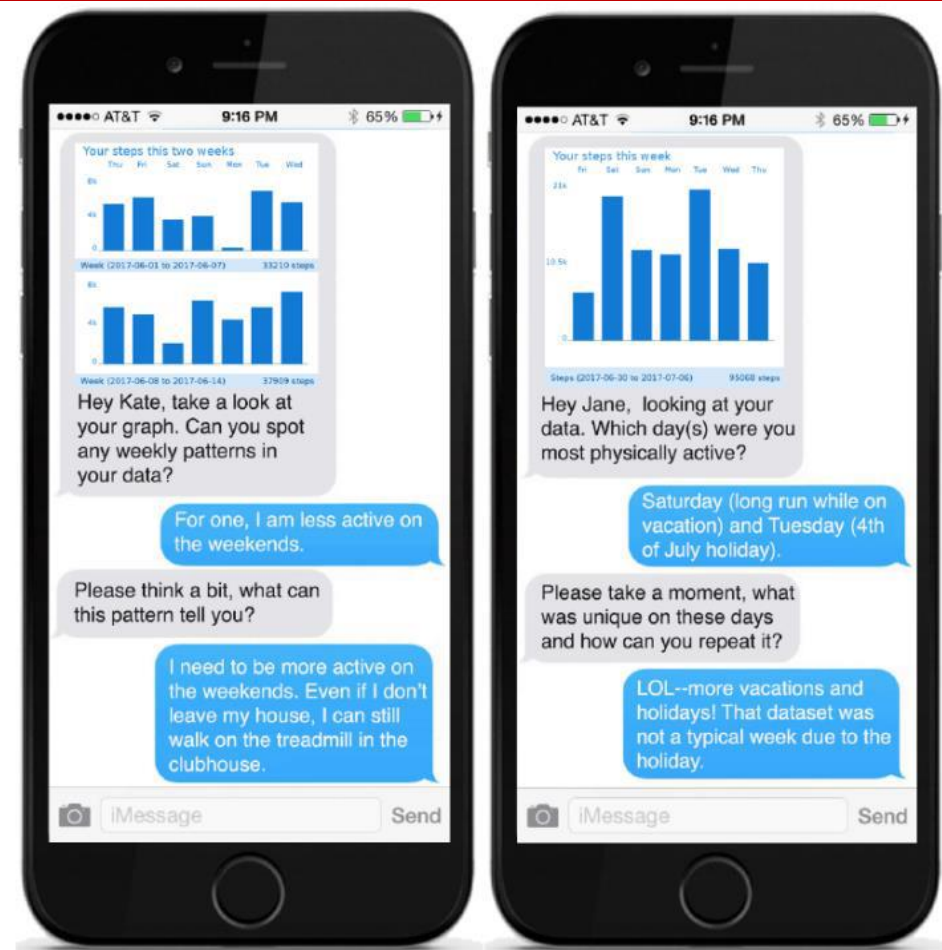 ●●●●○ AT&T 9:16 PM 65%
Your steps this two weeks
Thu Fri Sat Sun Mon Tue Wed
8k
4k
0
Week (2017-06-01 to 2017-06-07) 33210 steps
8k
4k
0
Week (2017-06-08 to 2017-06-14) 37909 steps
Hey Kate, take a look at
your graph. Can you spot
any weekly patterns in
your data?
For one, I am less active on
the weekends.
Please think a bit, what can
this pattern tell you?
I need to be more active on
the weekends. Even if I don't
leave my house, I can still
walk on the treadmill in the
clubhouse.
iMessage Send
●●●●○ AT&T 9:16 PM 65%
Your steps this week
Fri Sat Sun Mon Tue Wed Thu
21k
10.5k
0
Steps (2017-06-30 to 2017-07-06) 95068 steps
Hey Jane, looking at your
data. Which day(s) were you
most physically active?
Saturday (long run while on
vacation) and Tuesday (4th
of July holiday).
Please take a moment, what
was unique on these days
and how can you repeat it?
LOL--more vacations and
holidays! That dataset was
not a typical week due to the
holiday.
iMessage Send